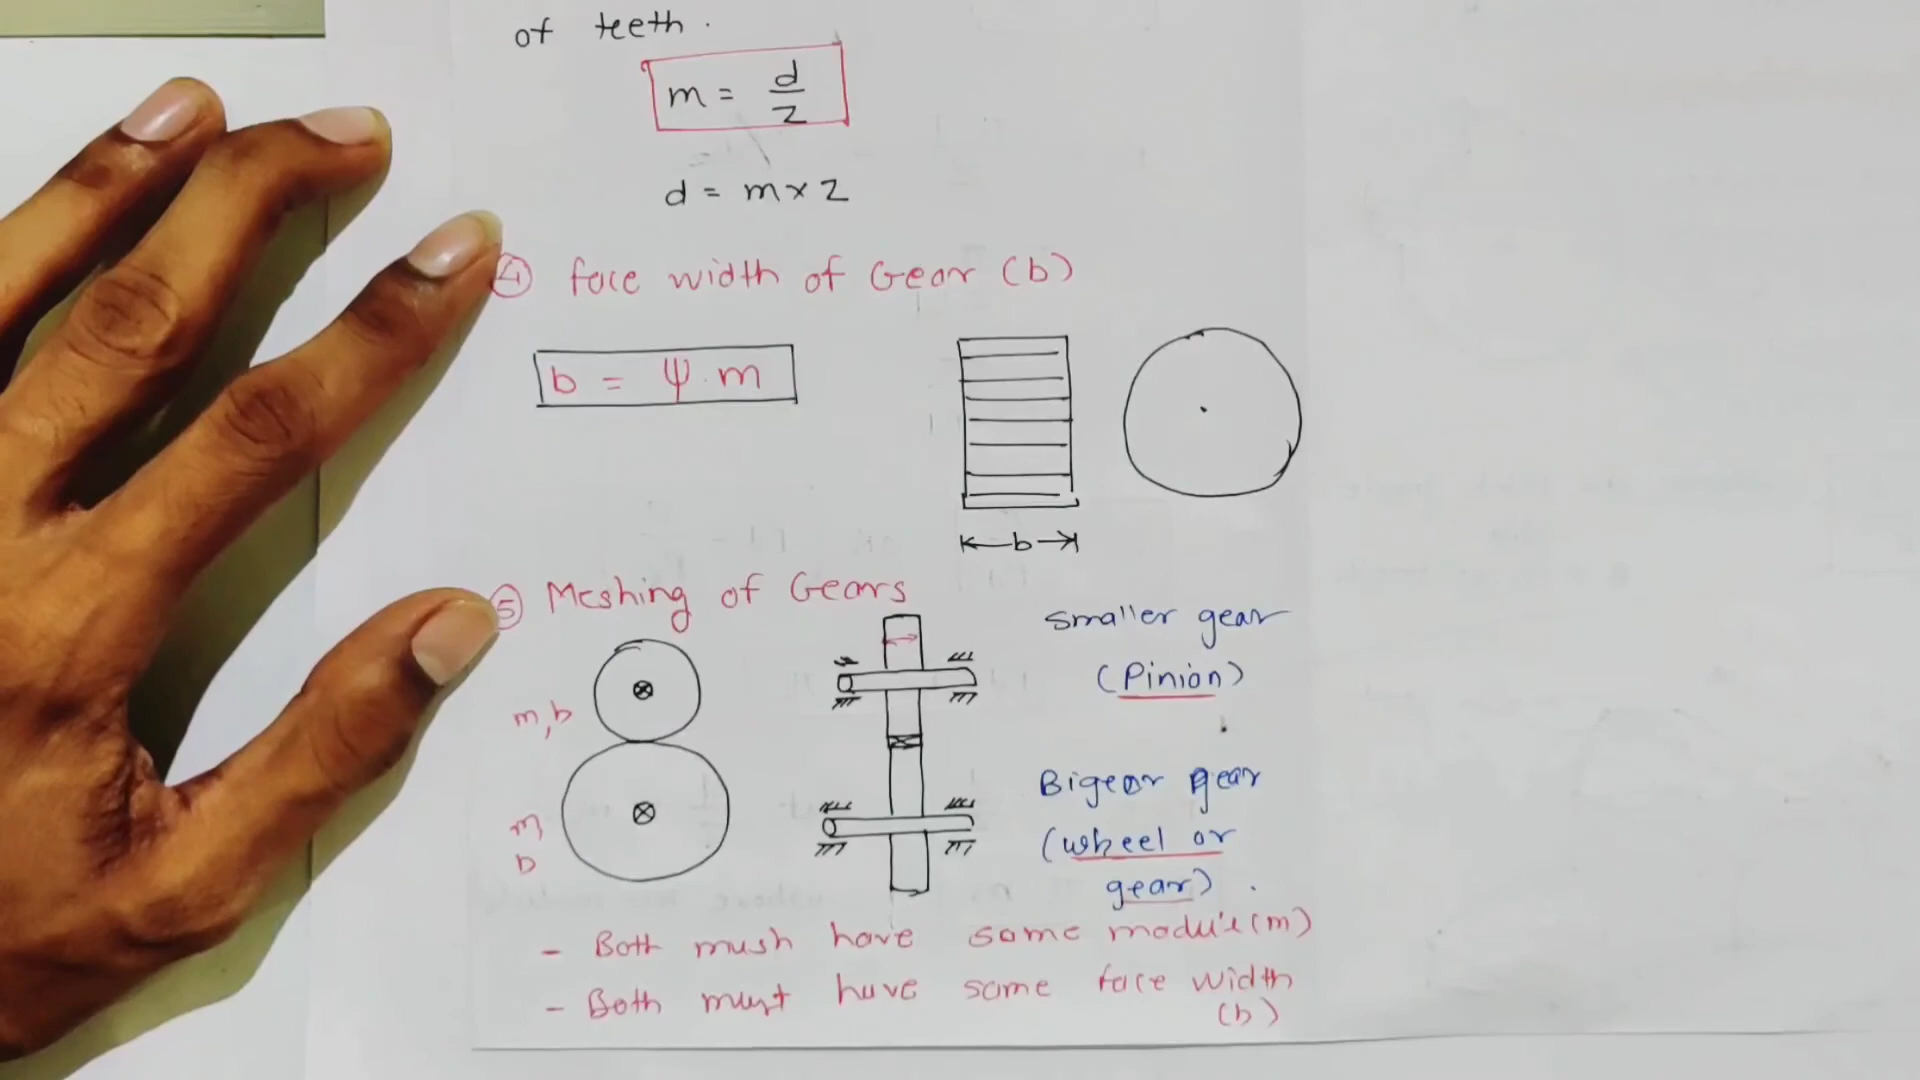 of teeth.
m = d/z
d = m x z
④ face width of Gear (b)
b = ψ.m
b
⑤ Meshing of Gears
smaller gear
(Pinion)
m,b
Bigeor gear
(wheel or
gear).
m
b
- Both mush have same module(m)
- Both must have same face width
(b)